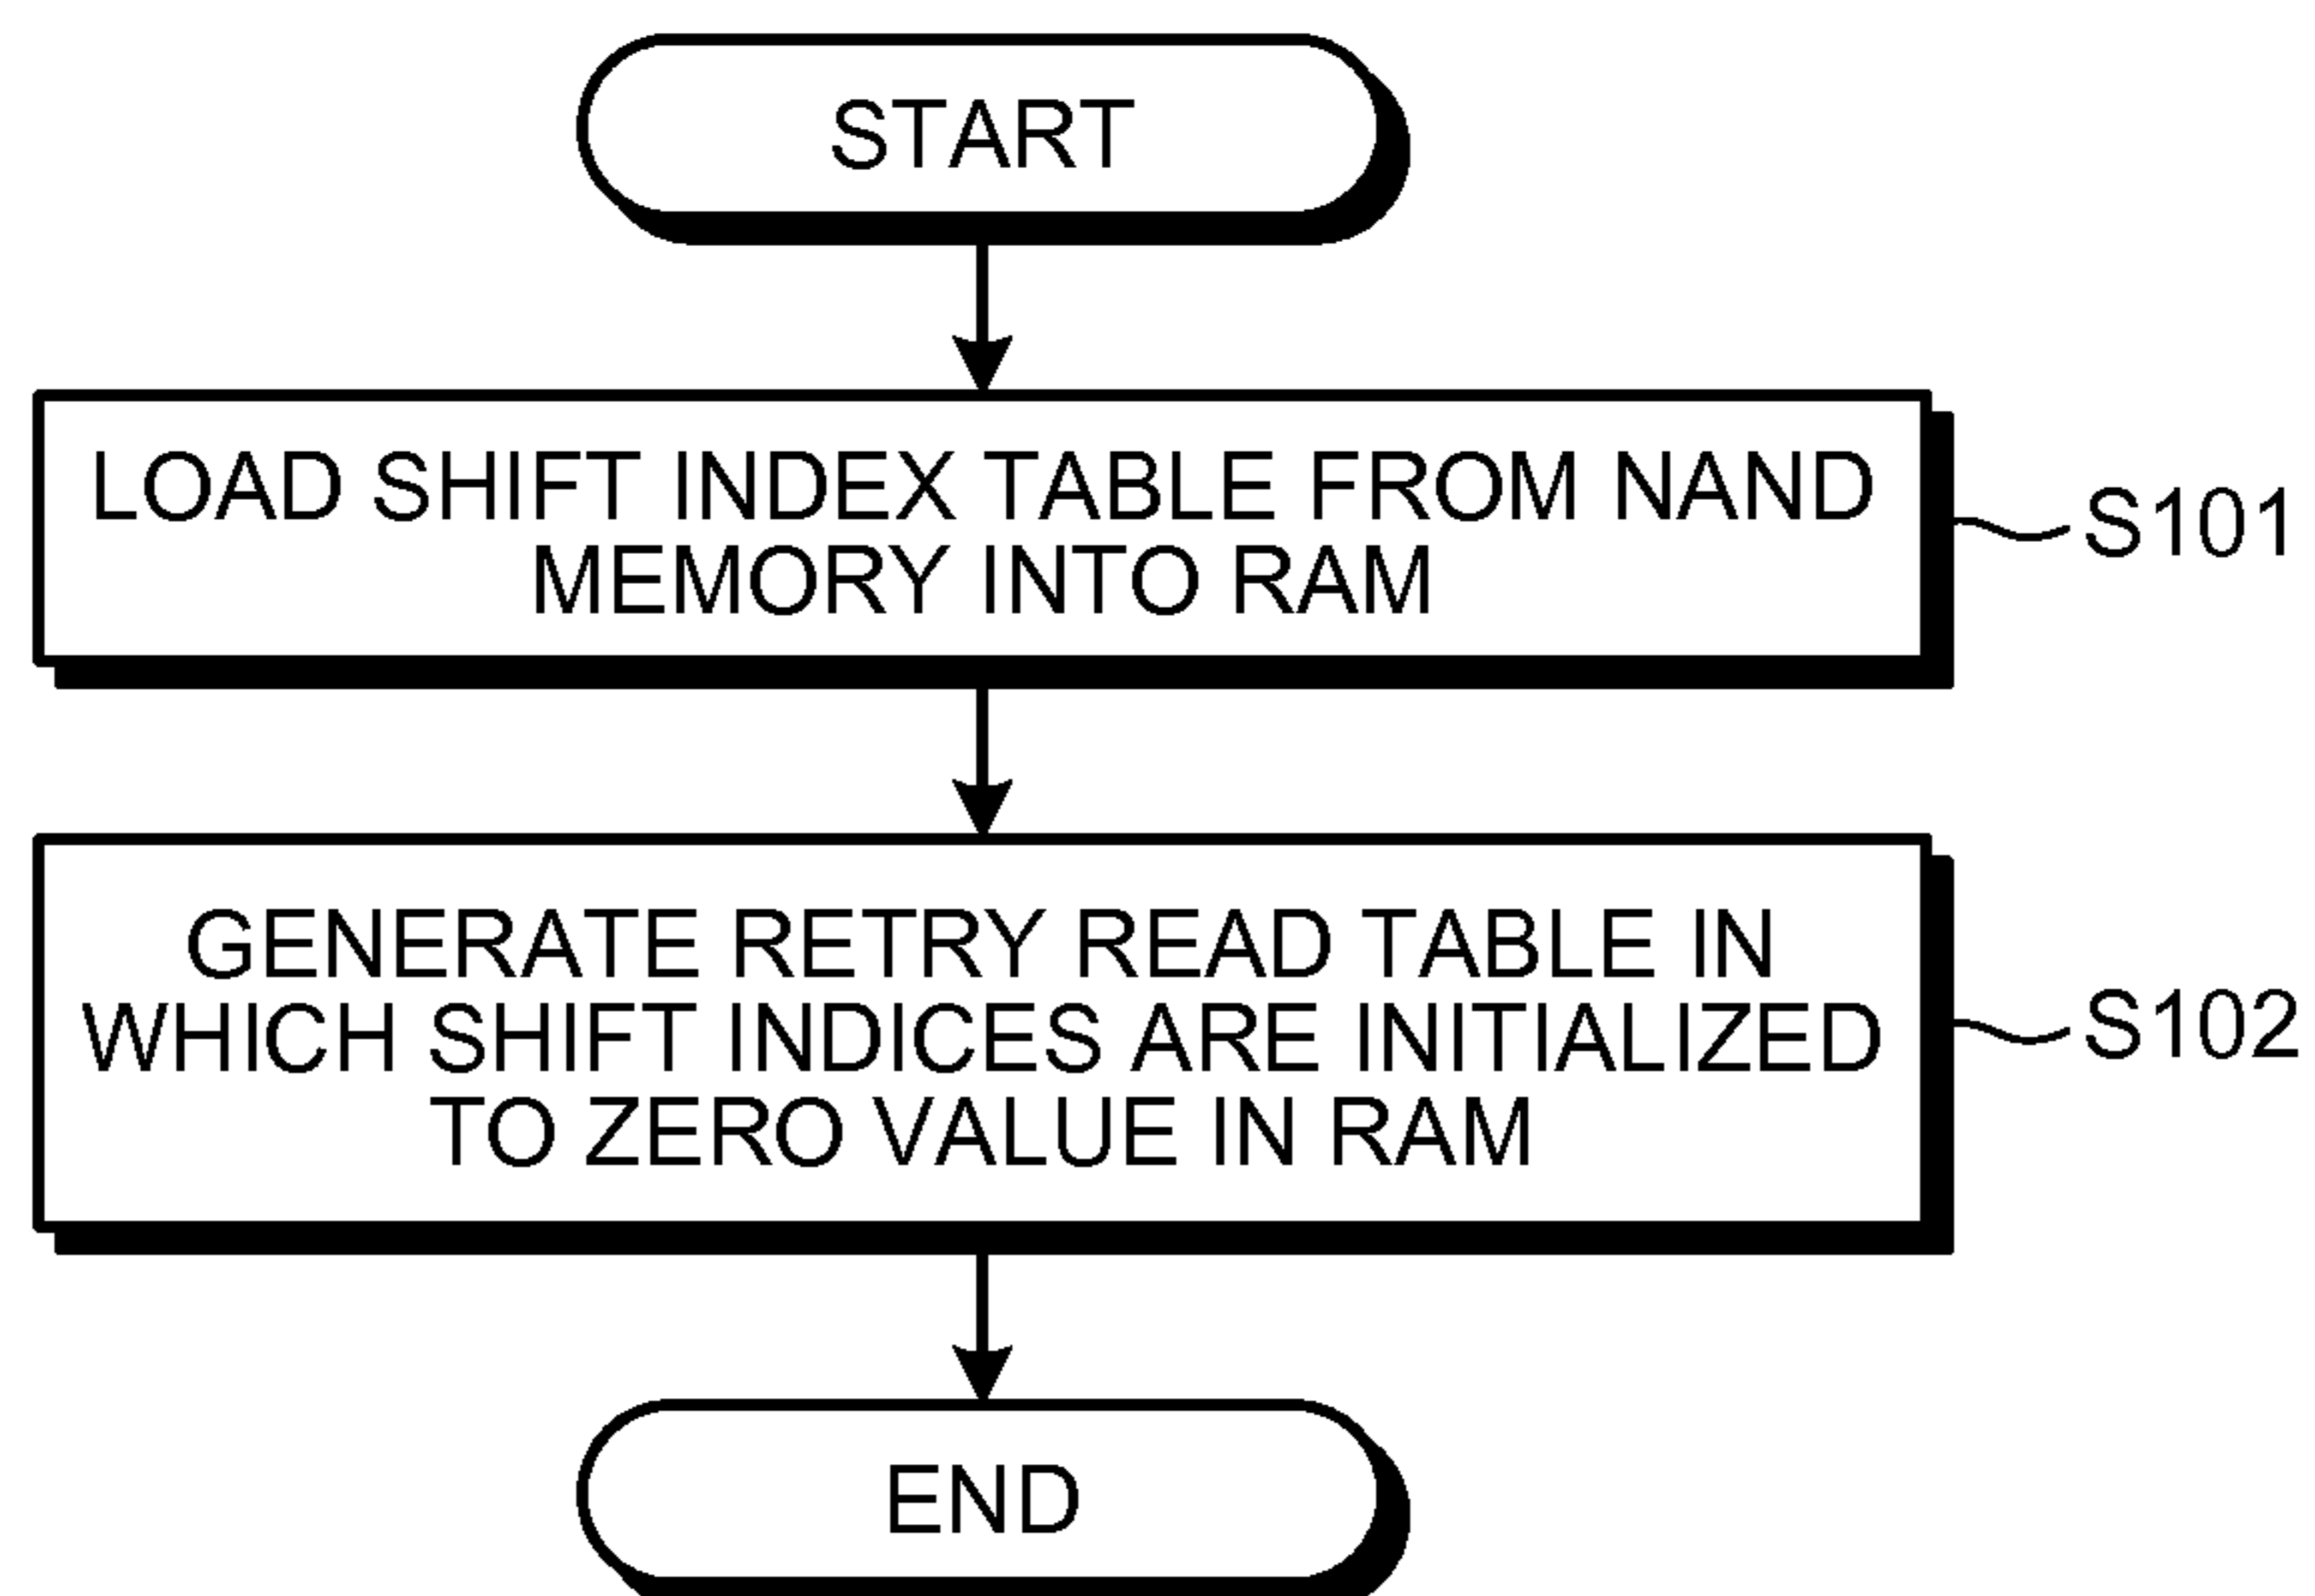 START
LOAD SHIFT INDEX TABLE FROM NAND
MEMORY INTO RAM
S101
GENERATE RETRY READ TABLE IN
WHICH SHIFT INDICES ARE INITIALIZED
TO ZERO VALUE IN RAM
S102
END